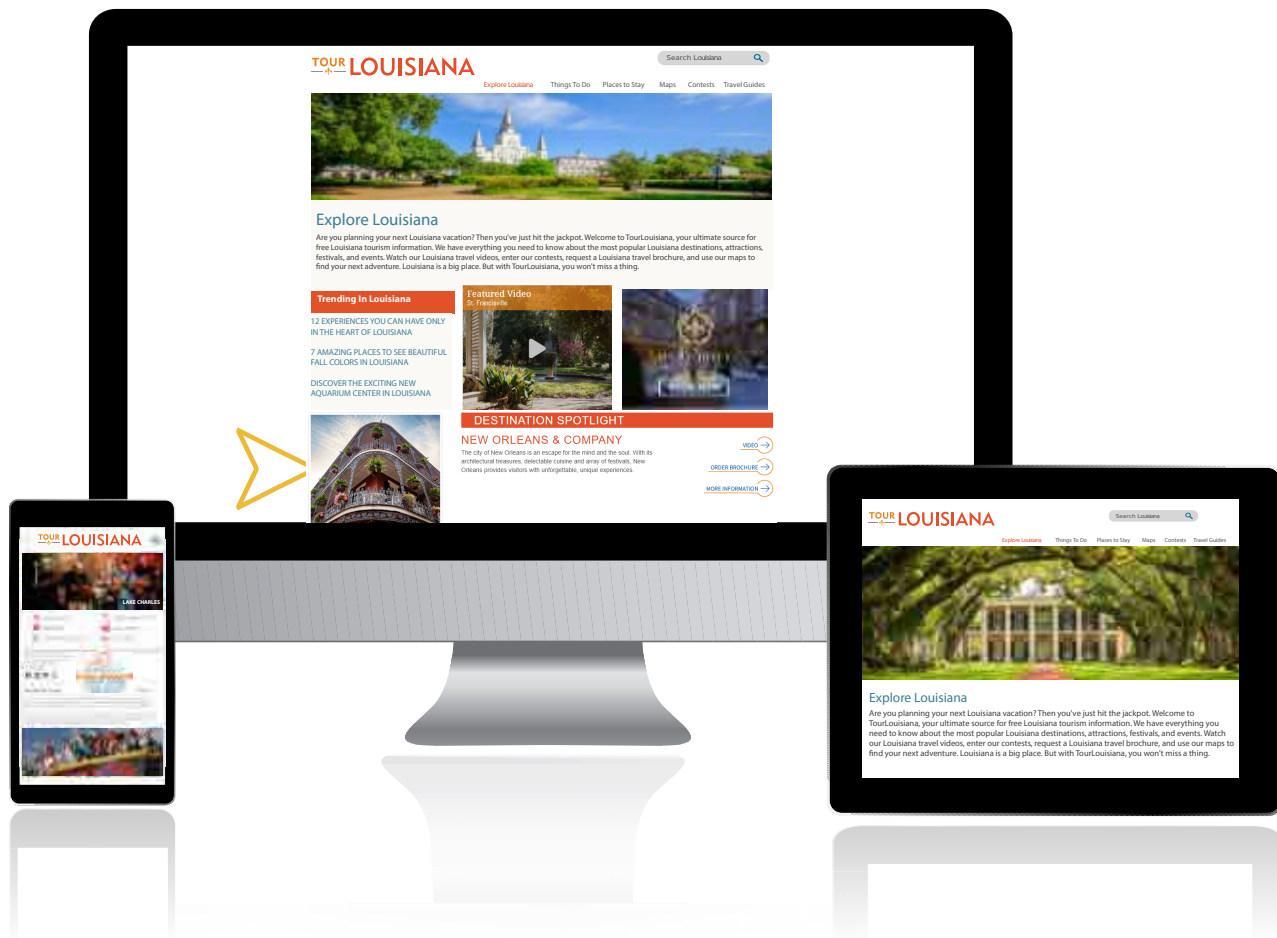 TOUR LOUISIANA
Search Louisiana
Explore Louisiana Things To Do Places to Stay Maps Contests Travel Guides
Explore Louisiana
Are you planning your next Louisiana vacation? Then you've just hit the jackpot. Welcome to TourLouisiana, your ultimate source for
free Louisiana tourism information. We have everything you need to know about the most popular Louisiana destinations, attractions,
festivals, and events. Watch our Louisiana travel videos, enter our contests, request a Louisiana travel brochure, and use our maps to
find your next adventure. Louisiana is a big place. But with TourLouisiana, you won't miss a thing.
Trending In Louisiana
12 EXPERIENCES YOU CAN HAVE ONLY
IN THE HEART OF LOUISIANA
7 AMAZING PLACES TO SEE BEAUTIFUL
FALL COLORS IN LOUISIANA
DISCOVER THE EXCITING NEW
AQUARIUM CENTER IN LOUISIANA
Featured Video
St. Francisville
DESTINATION SPOTLIGHT
NEW ORLEANS & COMPANY
The city of New Orleans is an escape for the mind and the soul. With its
architectural treasures, delectable cuisine and array of festivals, New
Orleans provides visitors with unforgettable, unique experiences.
VIDEO
ORDER BROCHURE
MORE INFORMATION
TOUR LOUISIANA
LAKE CHARLES
TOUR LOUISIANA
Search Louisiana
Explore Louisiana Things To Do Places to Stay Maps Contests Travel Guides
Explore Louisiana
Are you planning your next Louisiana vacation? Then you've just hit the jackpot. Welcome to
TourLouisiana, your ultimate source for free Louisiana tourism information. We have everything you
need to know about the most popular Louisiana destinations, attractions, festivals, and events. Watch
our Louisiana travel videos, enter our contests, request a Louisiana travel brochure, and use our maps to
find your next adventure. Louisiana is a big place. But with TourLouisiana, you won't miss a thing.